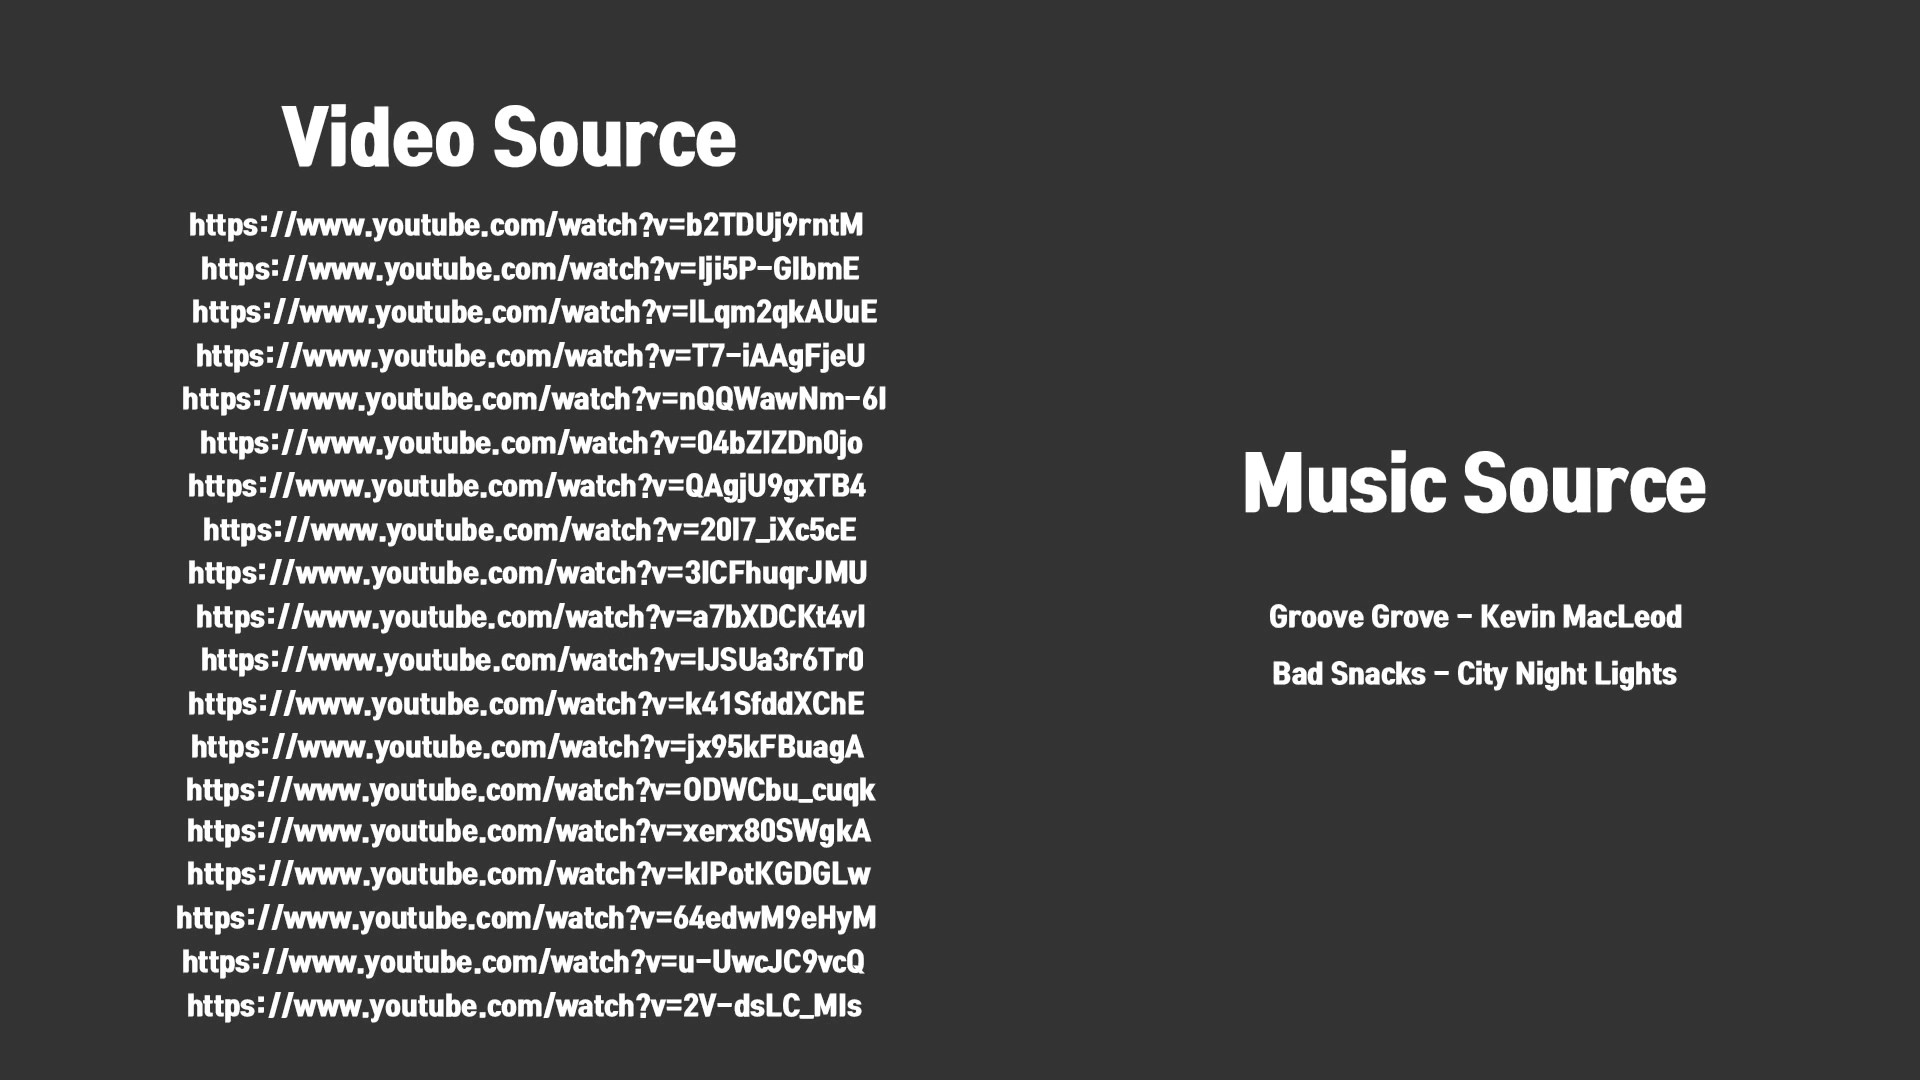 Video Source
https://www.youtube.com/watch?v=b2TDUj9rntM
https://www.youtube.com/watch?v=Iji5P-GIbmE
https://www.youtube.com/watch?v=lLqm2qkAUuE
https://www.youtube.com/watch?v=T7-iAAgFjeU
https://www.youtube.com/watch?v=nQQWawNm-6I
https://www.youtube.com/watch?v=04bZIZDn0jo
https://www.youtube.com/watch?v=QAgjU9gxTB4
https://www.youtube.com/watch?v=20I7_iXc5cE
https://www.youtube.com/watch?v=3ICFhuqrJMU
https://www.youtube.com/watch?v=a7bXDCKt4vI
https://www.youtube.com/watch?v=IJSUa3r6Tr0
https://www.youtube.com/watch?v=k41SfddXChE
https://www.youtube.com/watch?v=jx95kFBuagA
https://www.youtube.com/watch?v=ODWCbu_cuqk
https://www.youtube.com/watch?v=xerx80SWgkA
https://www.youtube.com/watch?v=kIPotKGDGLw
https://www.youtube.com/watch?v=64edwM9eHyM
https://www.youtube.com/watch?v=u-UwcJC9vcQ
https://www.youtube.com/watch?v=2V-dsLC_MIs
Music Source
Groove Grove - Kevin MacLeod
Bad Snacks - City Night Lights